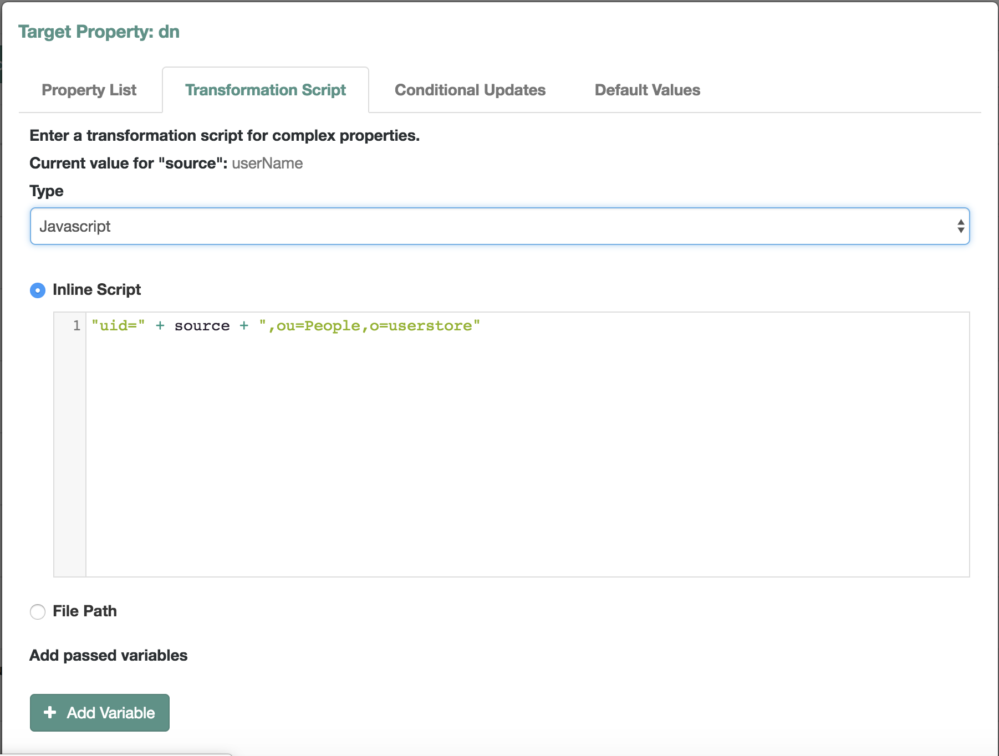 Target Property: dn
Property List
Transformation Script
Conditional Updates
Default Values
Enter a transformation script for complex properties.
Current value for "source": userName
Type
Javascript
Inline Script
1 "uid=" + source + ",ou=People,o=userstore"
File Path
Add passed variables
+ Add Variable